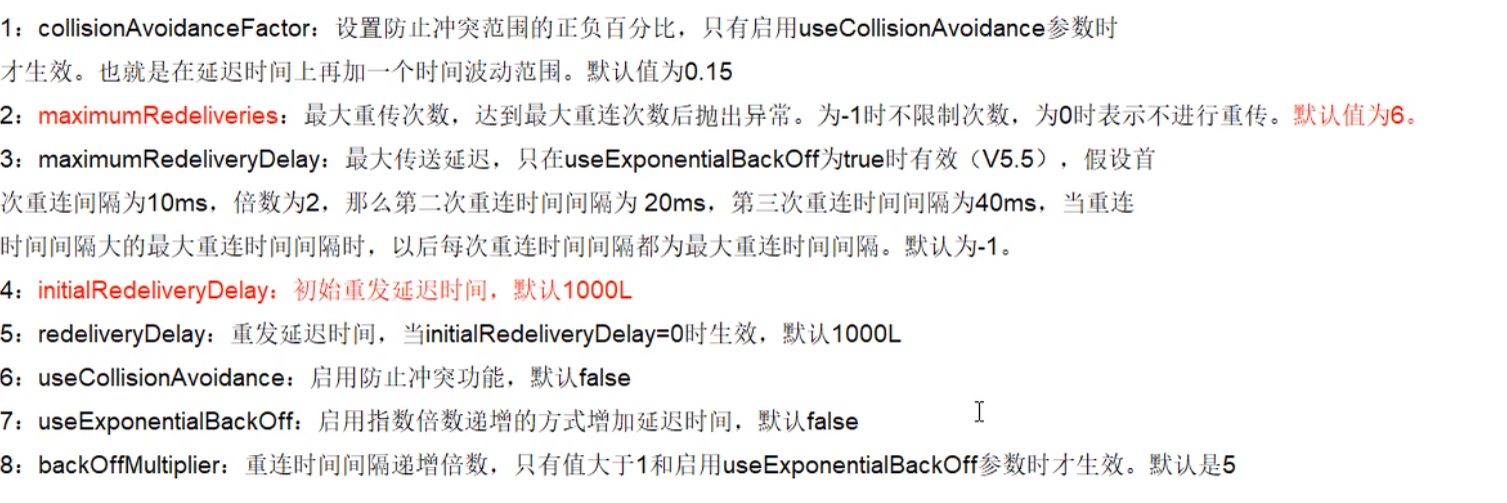 1：collisionAvoidanceFactor：设置防止冲突范围的正负百分比，只有启用useCollisionAvoidance参数时
才生效。也就是在延迟时间上再加一个时间波动范围。默认值为0.15
2：maximumRedeliveries：最大重传次数，达到最大重连次数后抛出异常。为-1时不限制次数，为0时表示不进行重传。默认值为6。
3：maximumRedeliveryDelay：最大传送延迟，只在useExponentialBackOff为true时有效（V5.5），假设首
次重连间隔为10ms，倍数为2，那么第二次重连时间间隔为 20ms，第三次重连时间间隔为40ms，当重连
时间间隔大的最大重连时间间隔时，以后每次重连时间间隔都为最大重连时间间隔。默认为-1。
4：initialRedeliveryDelay：初始重发延迟时间，默认1000L
5：redeliveryDelay：重发延迟时间，当initialRedeliveryDelay=0时生效，默认1000L
6：useCollisionAvoidance：启用防止冲突功能，默认false
7：useExponentialBackOff：启用指数倍数递增的方式增加延迟时间，默认false
8：backOffMultiplier：重连时间间隔递增倍数，只有值大于1和启用useExponentialBackOff参数时才生效。默认是5